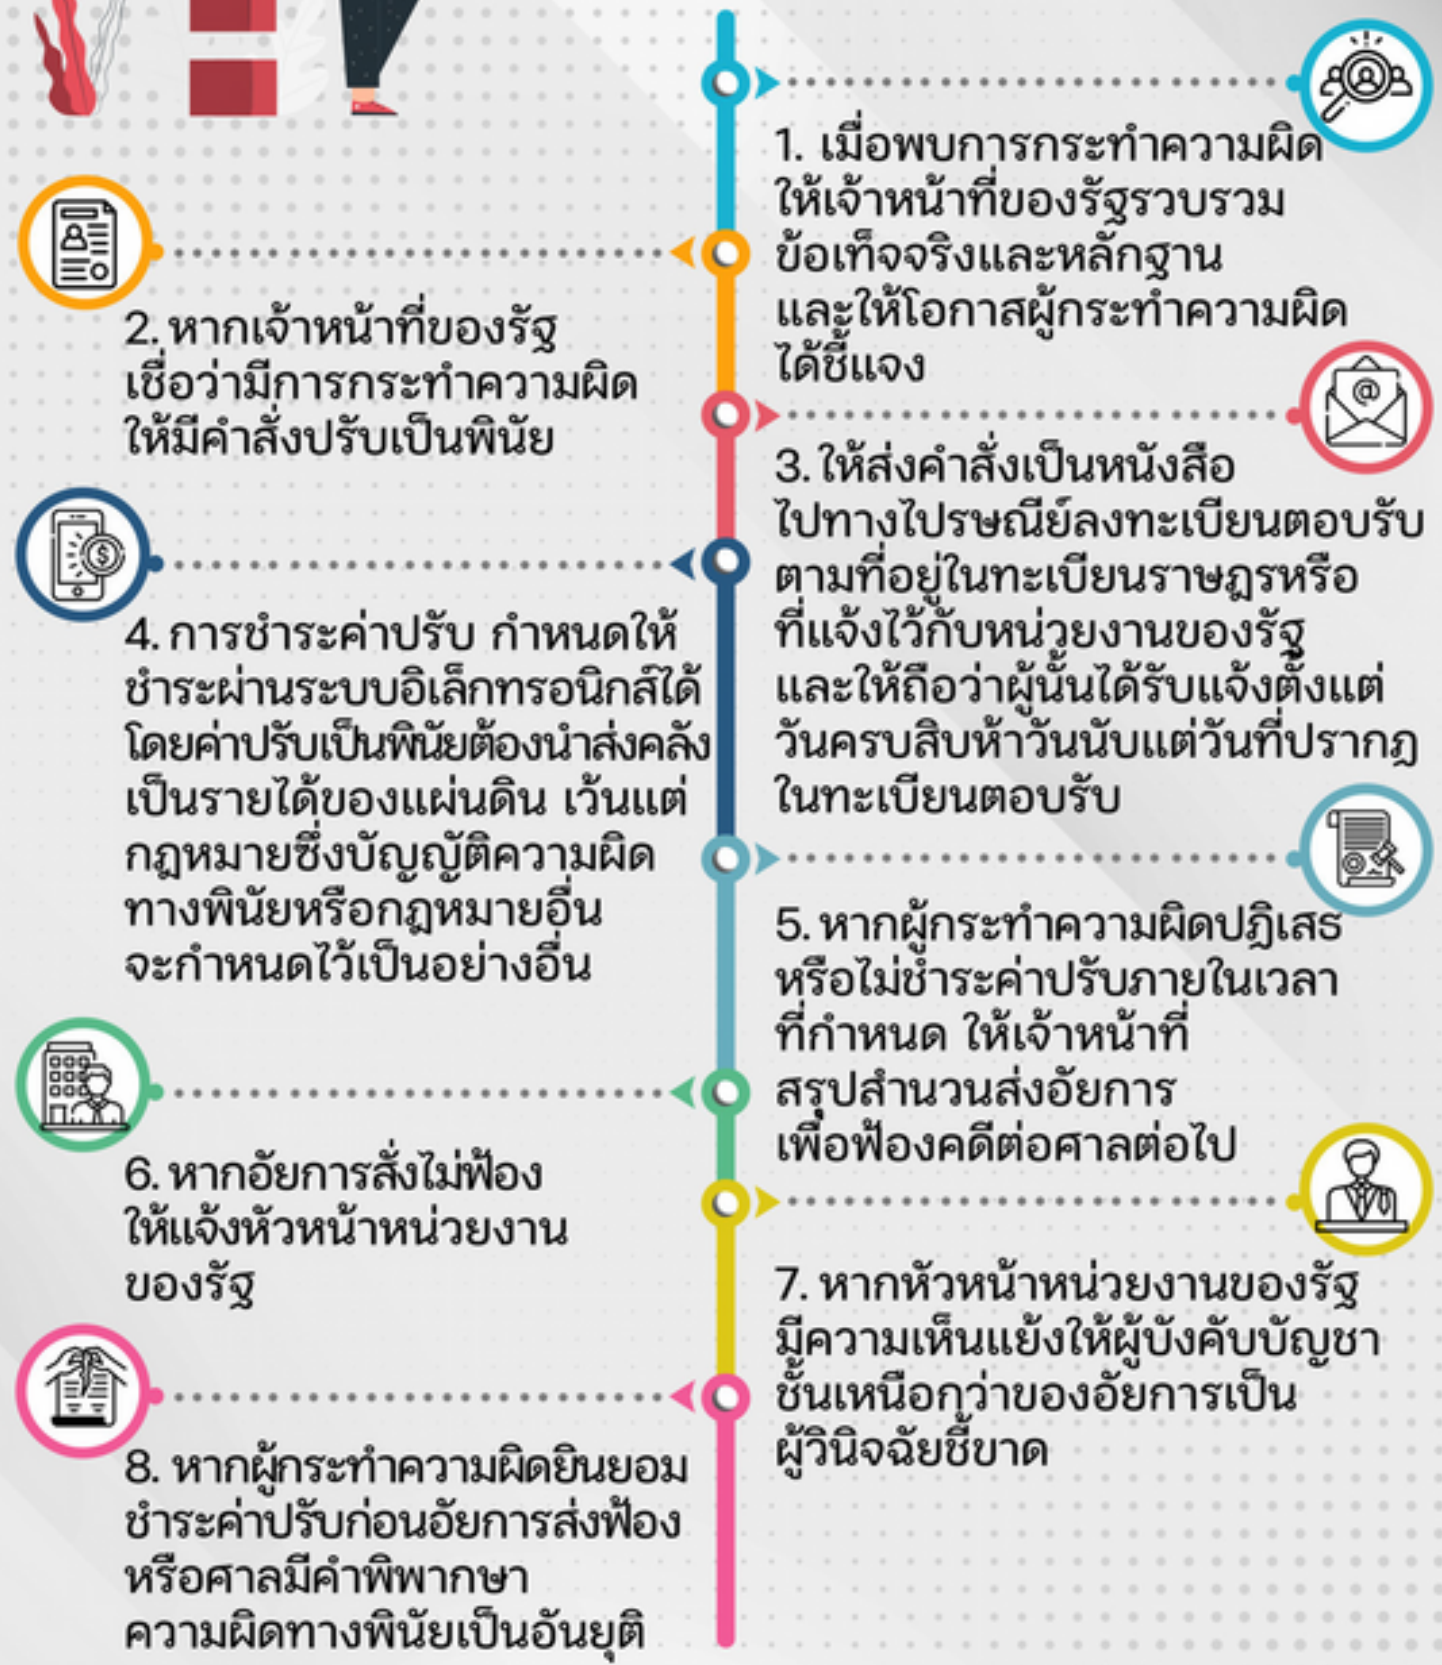 1. เมื่อพบการกระทำความผิด
ให้เจ้าหน้าที่ของรัฐรวบรวม
ข้อเท็จจริงและหลักฐาน
และให้โอกาสผู้กระทำความผิด
ได้ชี้แจง
2. หากเจ้าหน้าที่ของรัฐ
เชื่อว่ามีการกระทำความผิด
ให้มีคำสั่งปรับเป็นพินัย
3. ให้ส่งคำสั่งเป็นหนังสือ
ไปทางไปรษณีย์ลงทะเบียนตอบรับ
ตามที่อยู่ในทะเบียนราษฎรหรือ
ที่แจ้งไว้กับหน่วยงานของรัฐ
และให้ถือว่าผู้นั้นได้รับแจ้งตั้งแต่
วันครบสิบห้าวันนับแต่วันที่ปรากฏ
ในทะเบียนตอบรับ
4. การชำระค่าปรับ กำหนดให้
ชำระผ่านระบบอิเล็กทรอนิกส์ได้
โดยค่าปรับเป็นพินัยต้องนำส่งคลัง
เป็นรายได้ของแผ่นดิน เว้นแต่
กฎหมายซึ่งบัญญัติความผิด
ทางพินัยหรือกฎหมายอื่น
จะกำหนดไว้เป็นอย่างอื่น
5. หากผู้กระทำความผิดปฏิเสธ
หรือไม่ชำระค่าปรับภายในเวลา
ที่กำหนด ให้เจ้าหน้าที่
สรุปสำนวนส่งอัยการ
เพื่อฟ้องคดีต่อศาลต่อไป
6. หากอัยการสั่งไม่ฟ้อง
ให้แจ้งหัวหน้าหน่วยงาน
ของรัฐ
7. หากหัวหน้าหน่วยงานของรัฐ
มีความเห็นแย้งให้ผู้บังคับบัญชา
ชั้นเหนือกว่าของอัยการเป็น
ผู้วินิจฉัยชี้ขาด
8. หากผู้กระทำความผิดยินยอม
ชำระค่าปรับก่อนอัยการส่งฟ้อง
หรือศาลมีคำพิพากษา
ความผิดทางพินัยเป็นอันยุติ